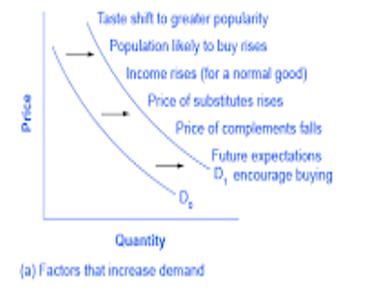 Taste shift to greater popularity
Population likely to buy rises
Income rises (for a normal good)
Price of substitutes rises
Price of complements falls
Future expectations
D₁ encourage buying
D₀
Price
Quantity
(a) Factors that increase demand